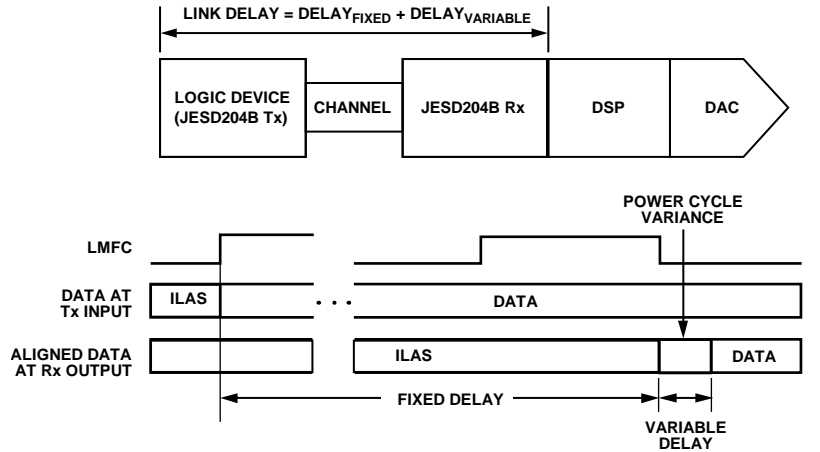 LINK DELAY = DELAYFIXED + DELAYVARIABLE
LOGIC DEVICE
(JESD204B Tx)
CHANNEL
JESD204B Rx
DSP
DAC
POWER CYCLE
VARIANCE
LMFC
DATA AT
Tx INPUT
ILAS
. . .
DATA
ALIGNED DATA
AT Rx OUTPUT
ILAS
DATA
FIXED DELAY
VARIABLE
DELAY